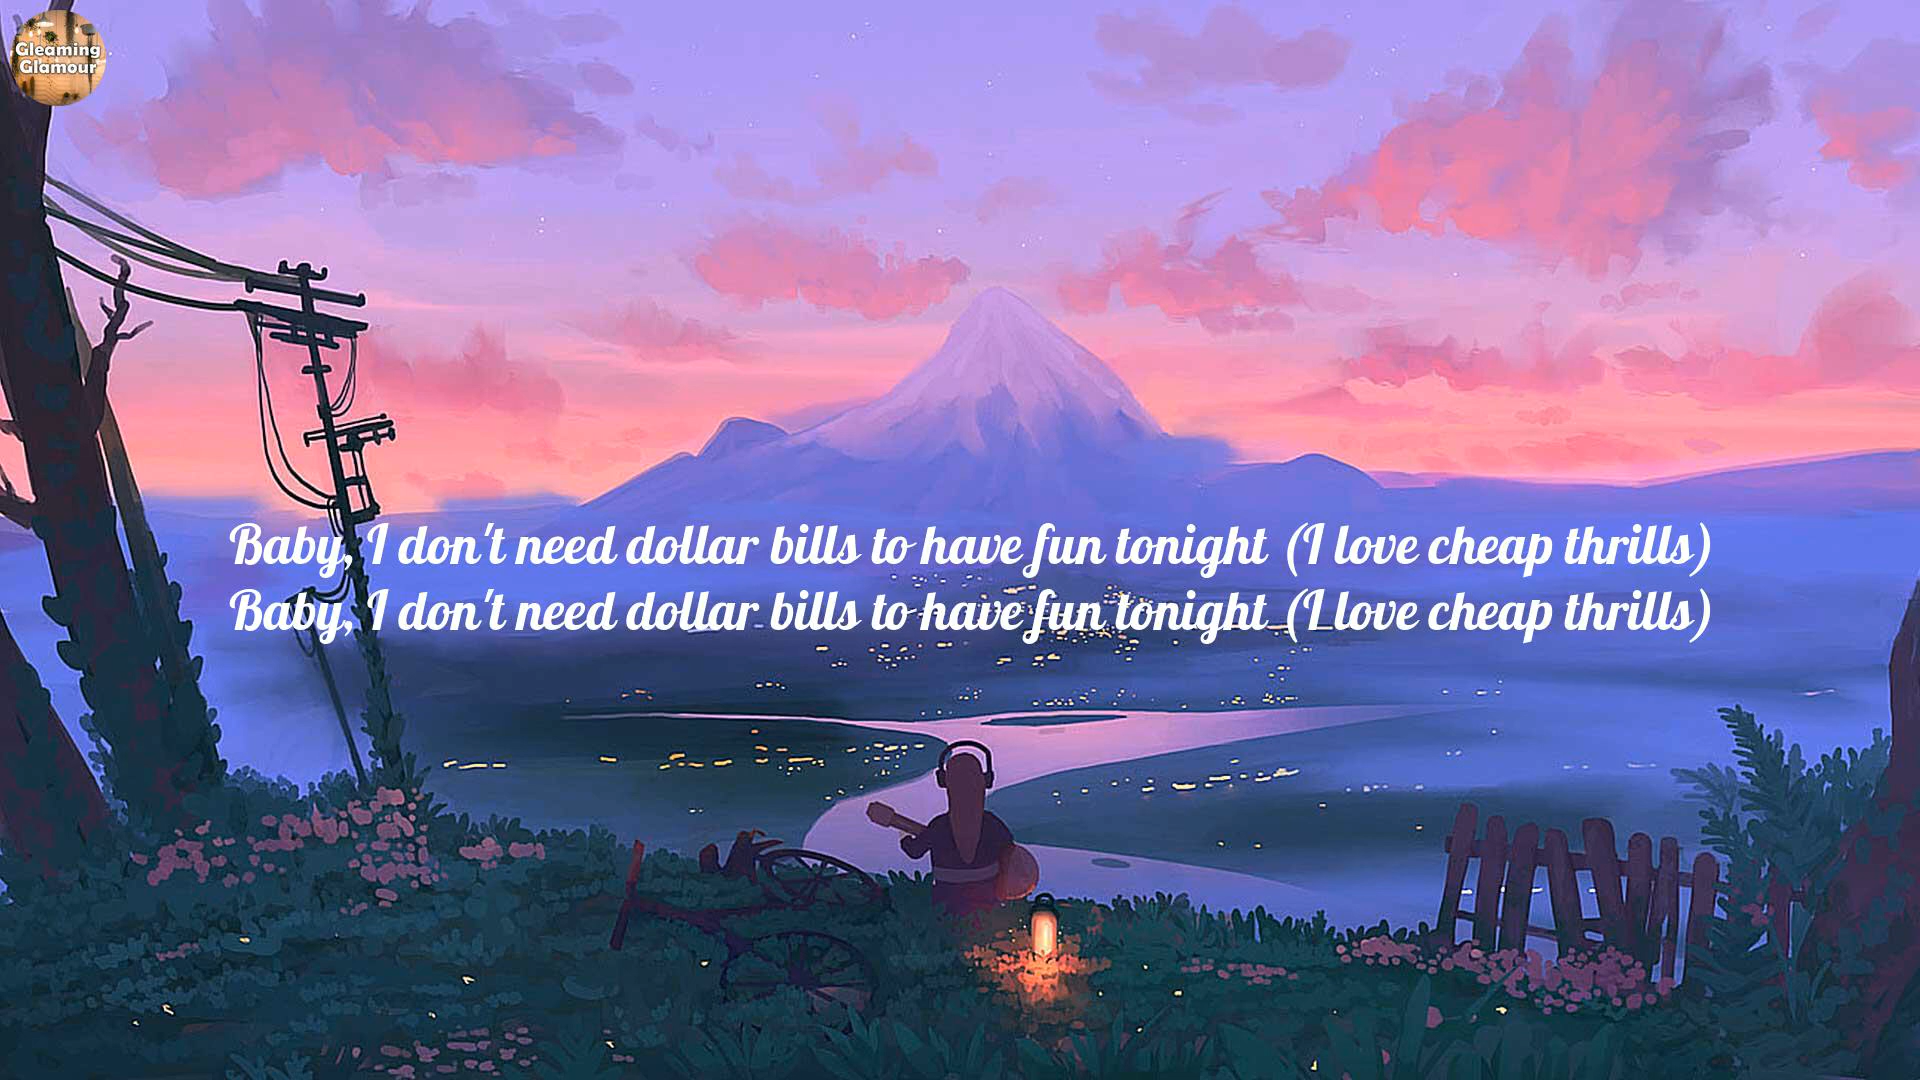 Gleaming
Glamour
Baby, I don't need dollar bills to have fun tonight (I love cheap thrills)
Baby, I don't need dollar bills to have fun tonight (I love cheap thrills)